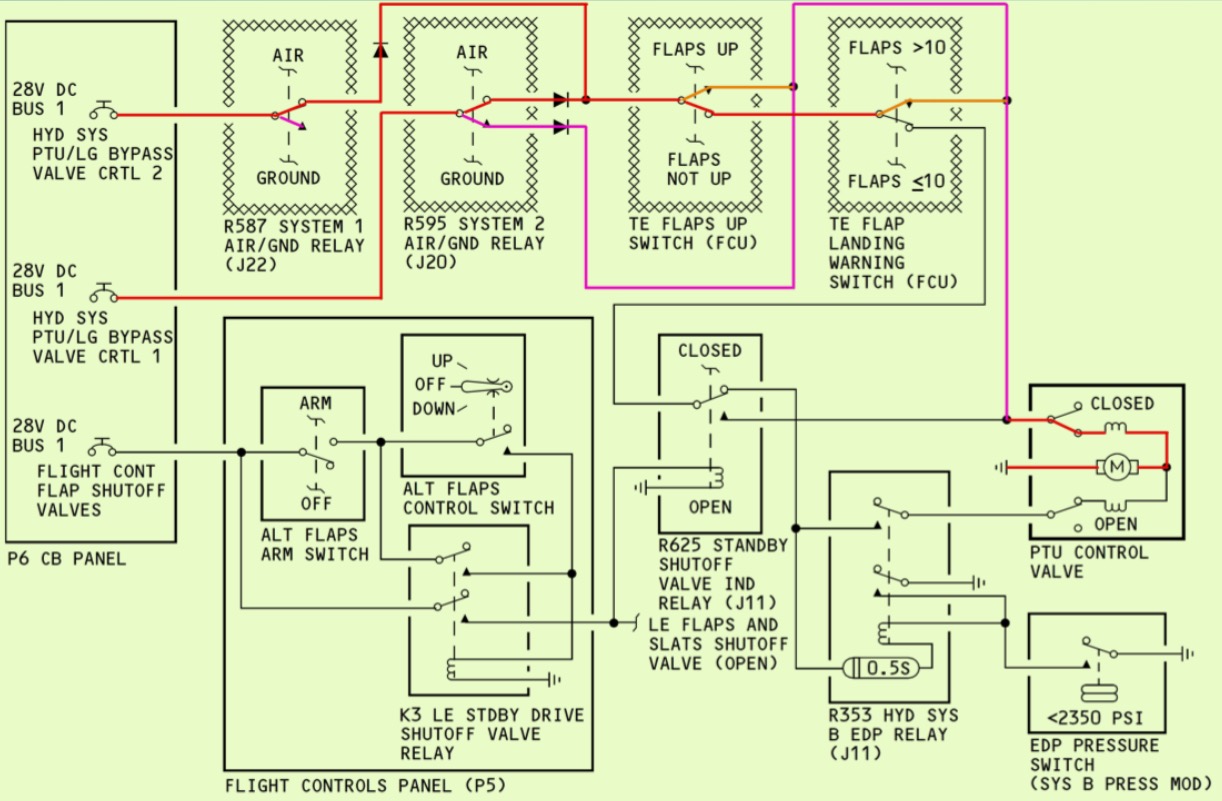 28V DC
BUS 1
HYD SYS
PTU/LG BYPASS
VALVE CRTL 2
28V DC
BUS 1
HYD SYS
PTU/LG BYPASS
VALVE CRTL 1
28V DC
BUS 1
FLIGHT CONT
FLAP SHUTOFF
VALVES
P6 CB PANEL
AIR
GROUND
R587 SYSTEM 1
AIR/GND RELAY
(J22)
AIR
GROUND
R595 SYSTEM 2
AIR/GND RELAY
(J20)
FLAPS UP
FLAPS
NOT UP
TE FLAPS UP
SWITCH (FCU)
FLAPS >10
FLAPS ≤10
TE FLAP
LANDING
WARNING
SWITCH (FCU)
ARM
OFF
ALT FLAPS
ARM SWITCH
UP
OFF
DOWN
ALT FLAPS
CONTROL SWITCH
K3 LE STDBY DRIVE
SHUTOFF VALVE
RELAY
FLIGHT CONTROLS PANEL (P5)
CLOSED
OPEN
R625 STANDBY
SHUTOFF
VALVE IND
RELAY (J11)
LE FLAPS AND
SLATS SHUTOFF
VALVE (OPEN)
0.5S
R353 HYD SYS
B EDP RELAY
(J11)
CLOSED
M
OPEN
PTU CONTROL
VALVE
<2350 PSI
EDP PRESSURE
SWITCH
(SYS B PRESS MOD)